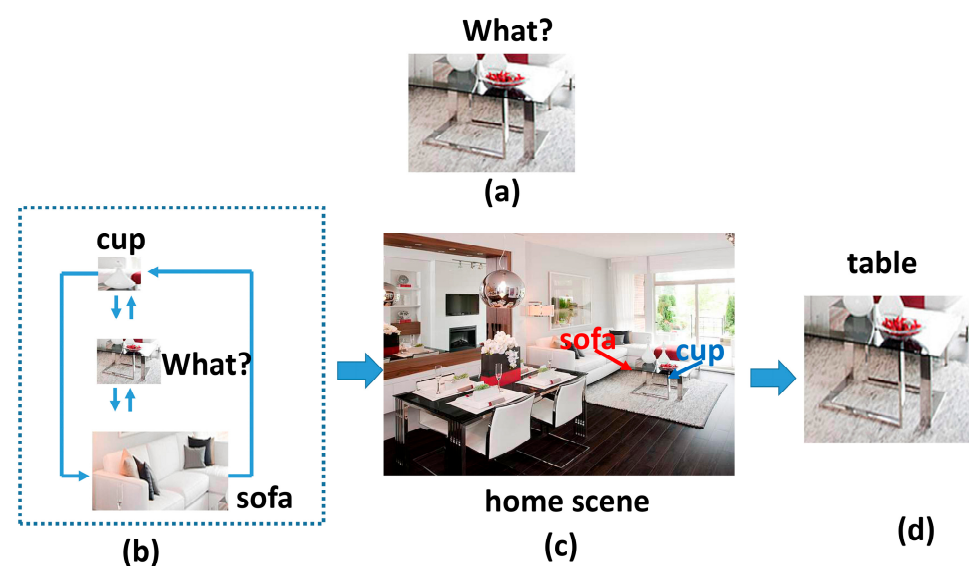 What?
(a)
cup
What?
sofa
(b)
sofa
cup
home scene
(c)
table
(d)